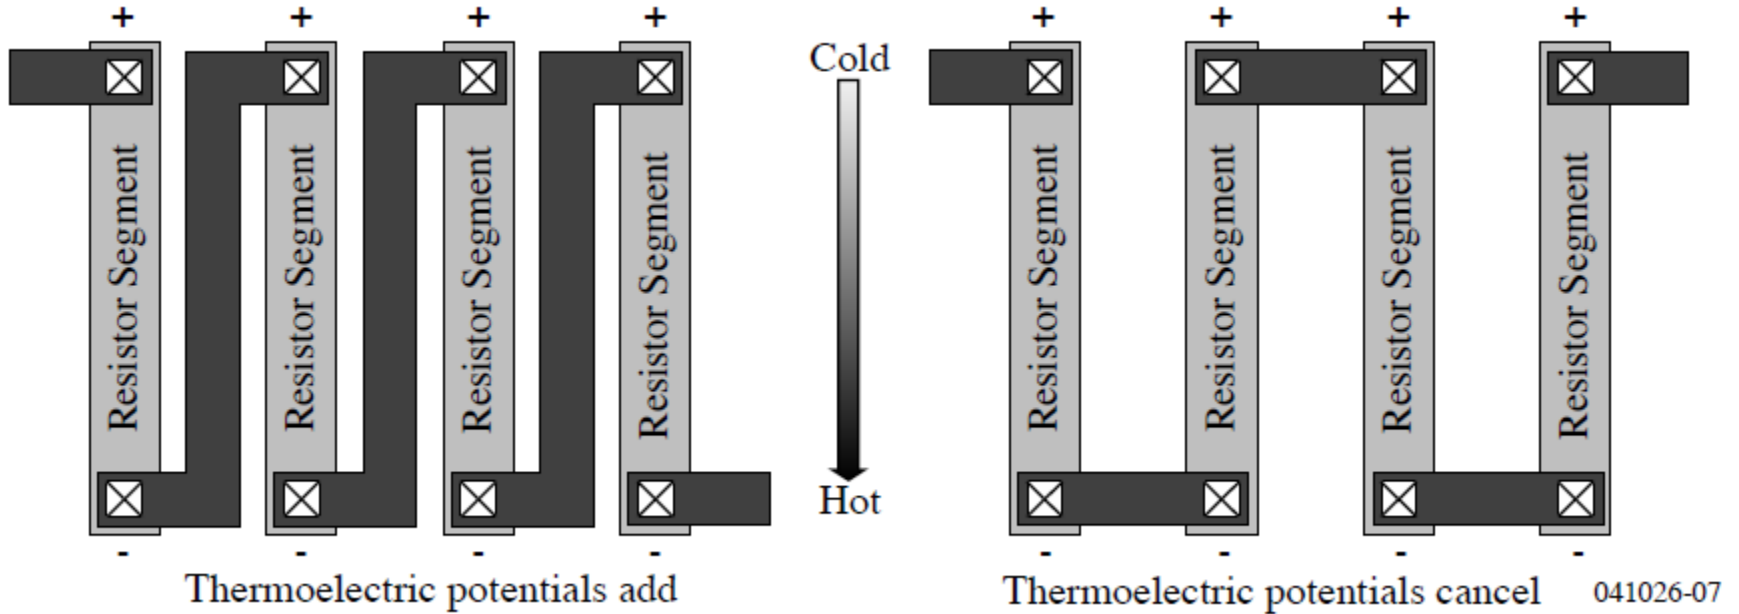 + + + + + + + +
Cold
Resistor Segment
Resistor Segment
Resistor Segment
Resistor Segment
Resistor Segment
Resistor Segment
Resistor Segment
Resistor Segment
Hot
- - - - - - - -
Thermoelectric potentials add
Thermoelectric potentials cancel
041026-07